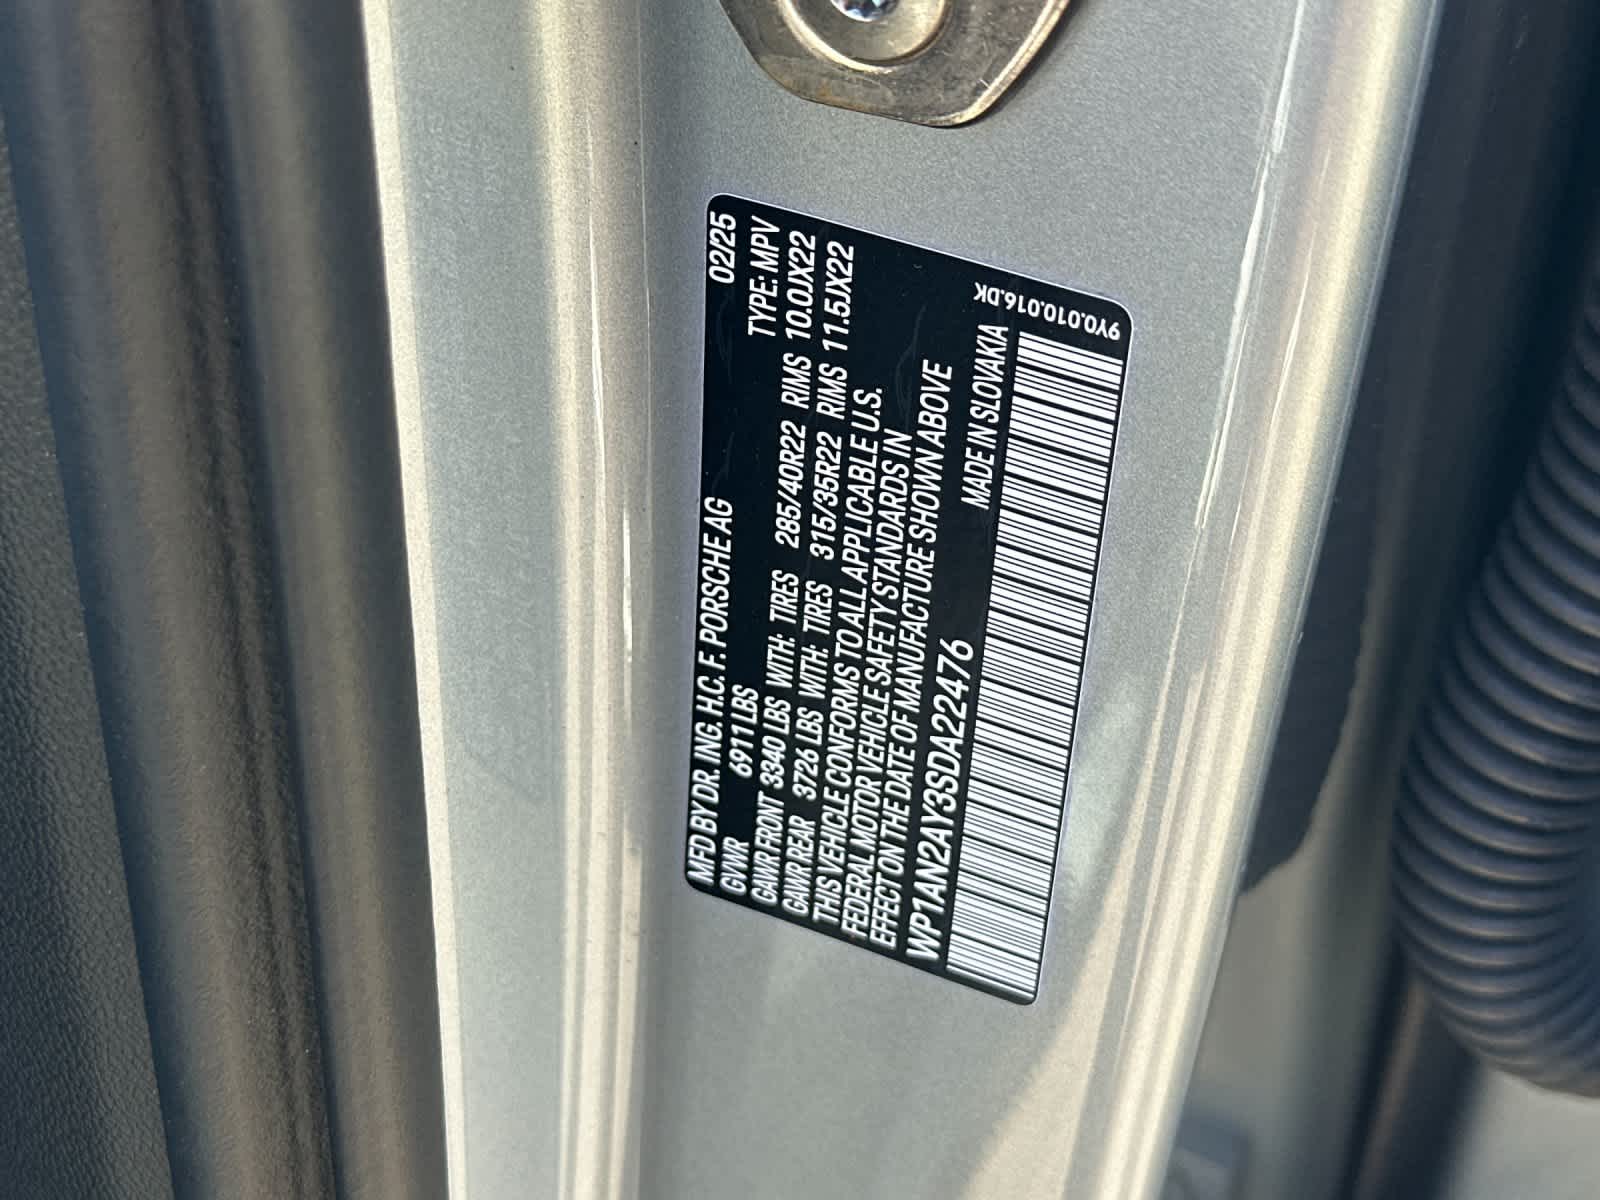 MFD BY DR. ING. H.C. F. PORSCHE AG 02/25
GVWR 6911 LBS TYPE: MPV
GAWR FRONT 3340 LBS WITH: TIRES 285/40R22 RIMS 10.0JX22
GAWR REAR 3726 LBS WITH: TIRES 315/35R22 RIMS 11.5JX22
THIS VEHICLE CONFORMS TO ALL APPLICABLE U.S.
FEDERAL MOTOR VEHICLE SAFETY STANDARDS IN
EFFECT ON THE DATE OF MANUFACTURE SHOWN ABOVE
WP1AN2AY3SDA22476 MADE IN SLOVAKIA
9Y0.010.016.DK